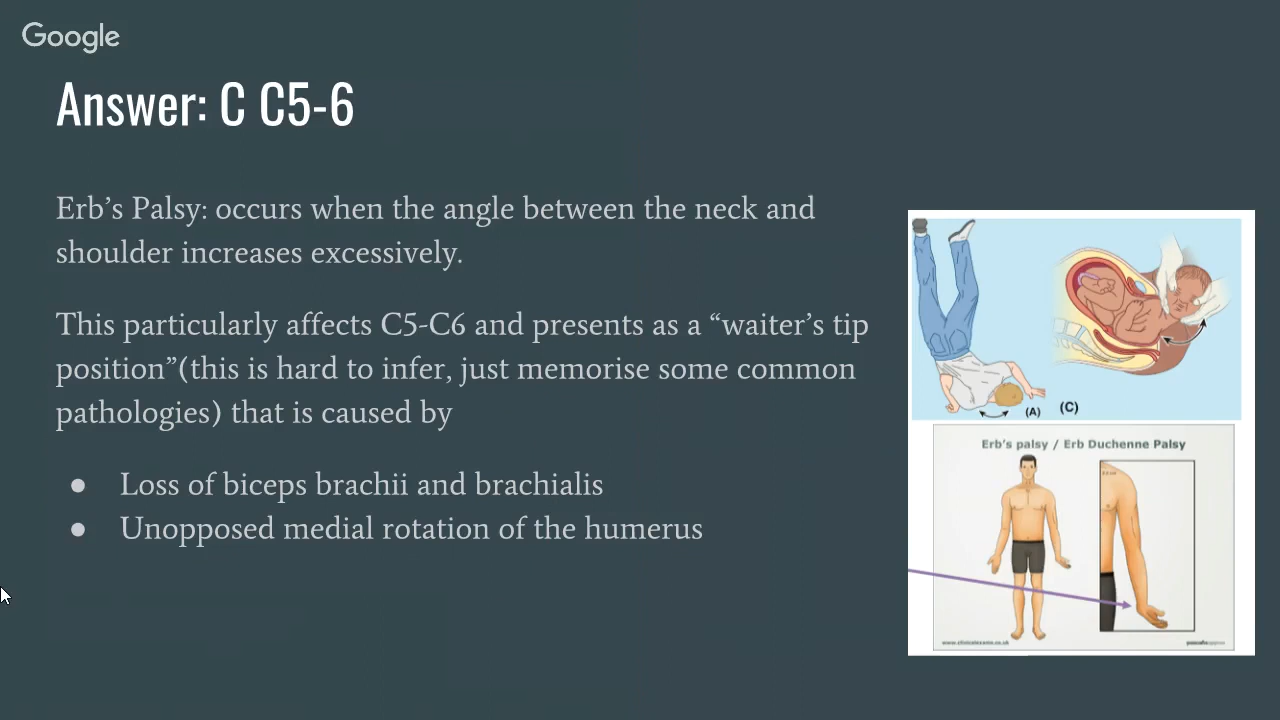 Google
Answer: C C5-6
Erb’s Palsy: occurs when the angle between the neck and
shoulder increases excessively.
This particularly affects C5-C6 and presents as a “waiter’s tip
position”(this is hard to infer, just memorise some common
pathologies) that is caused by
● Loss of biceps brachii and brachialis
● Unopposed medial rotation of the humerus
(A) (C)
Erb's palsy / Erb Duchenne Palsy
www.clinicalexams.co.uk